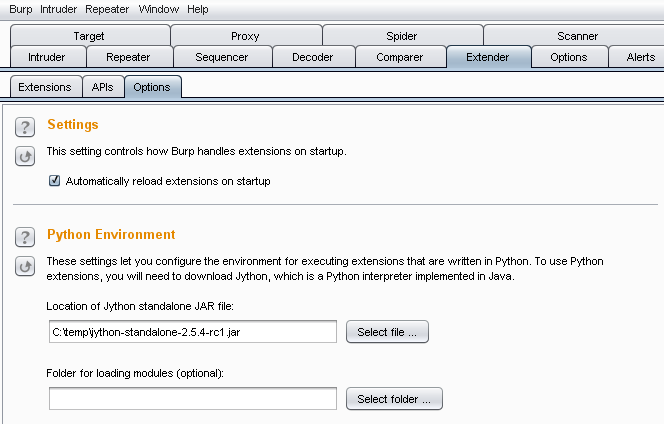 Burp Intruder Repeater Window Help
Target Proxy Spider Scanner
Intruder Repeater Sequencer Decoder Comparer Extender Options Alerts
Extensions APIs Options
? Settings
This setting controls how Burp handles extensions on startup.
Automatically reload extensions on startup
? Python Environment
These settings let you configure the environment for executing extensions that are written in Python. To use Python
extensions, you will need to download Jython, which is a Python interpreter implemented in Java.
Location of Jython standalone JAR file:
C:\temp\jython-standalone-2.5.4-rc1.jar Select file ...
Folder for loading modules (optional):
Select folder ...